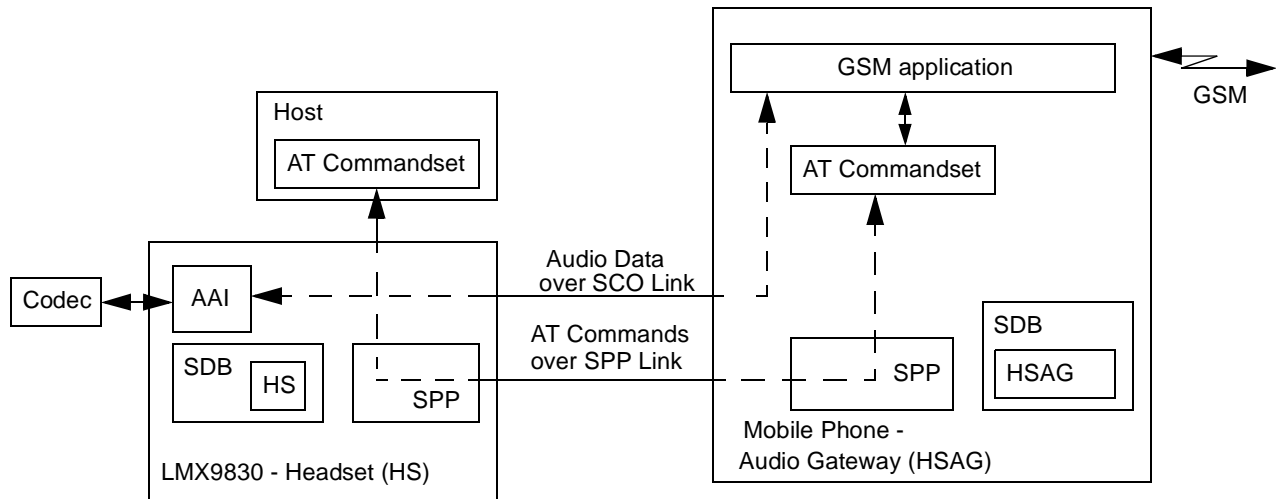 GSM application
GSM
Host
AT Commandset
AT Commandset
Audio Data
over SCO Link
Codec
AAI
AT Commands
over SPP Link
SDB
HS
SPP
SPP
SDB
HSAG
LMX9830 - Headset (HS)
Mobile Phone -
Audio Gateway (HSAG)